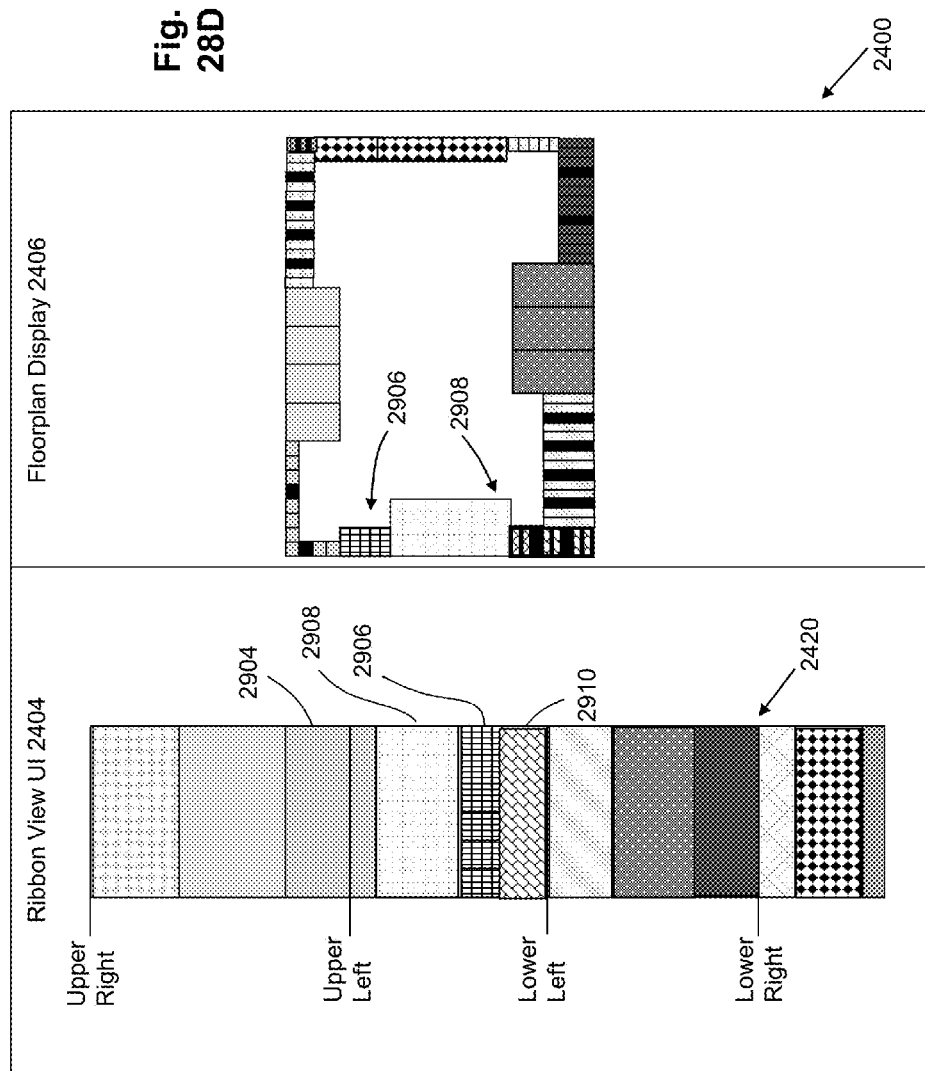 Fig.
28D
2400
Floorplan Display 2406
2906
2908
Ribbon View UI 2404
2904
2908
2906
2910
2420
Upper
Right
Upper
Left
Lower
Left
Lower
Right